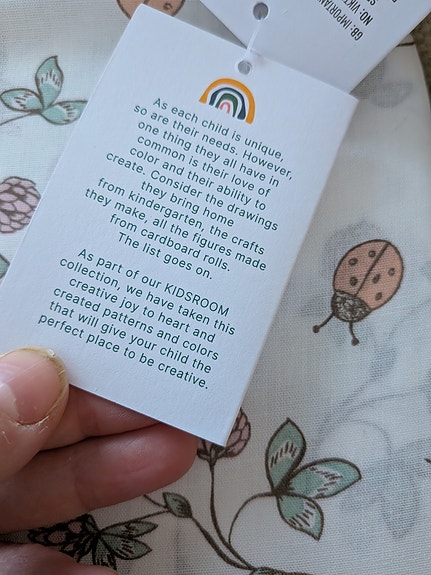 GB: IMPORTANT
NO: VIKT
As each child is unique,
so are their needs. However,
one thing they all have in
common is their love of
color and their ability to
create. Consider the drawings
they bring home
from kindergarten, the crafts
they make, all the figures made
from cardboard rolls.
The list goes on.
As part of our KIDSROOM
collection, we have taken this
creative joy to heart and
created patterns and colors
that will give your child the
perfect place to be creative.